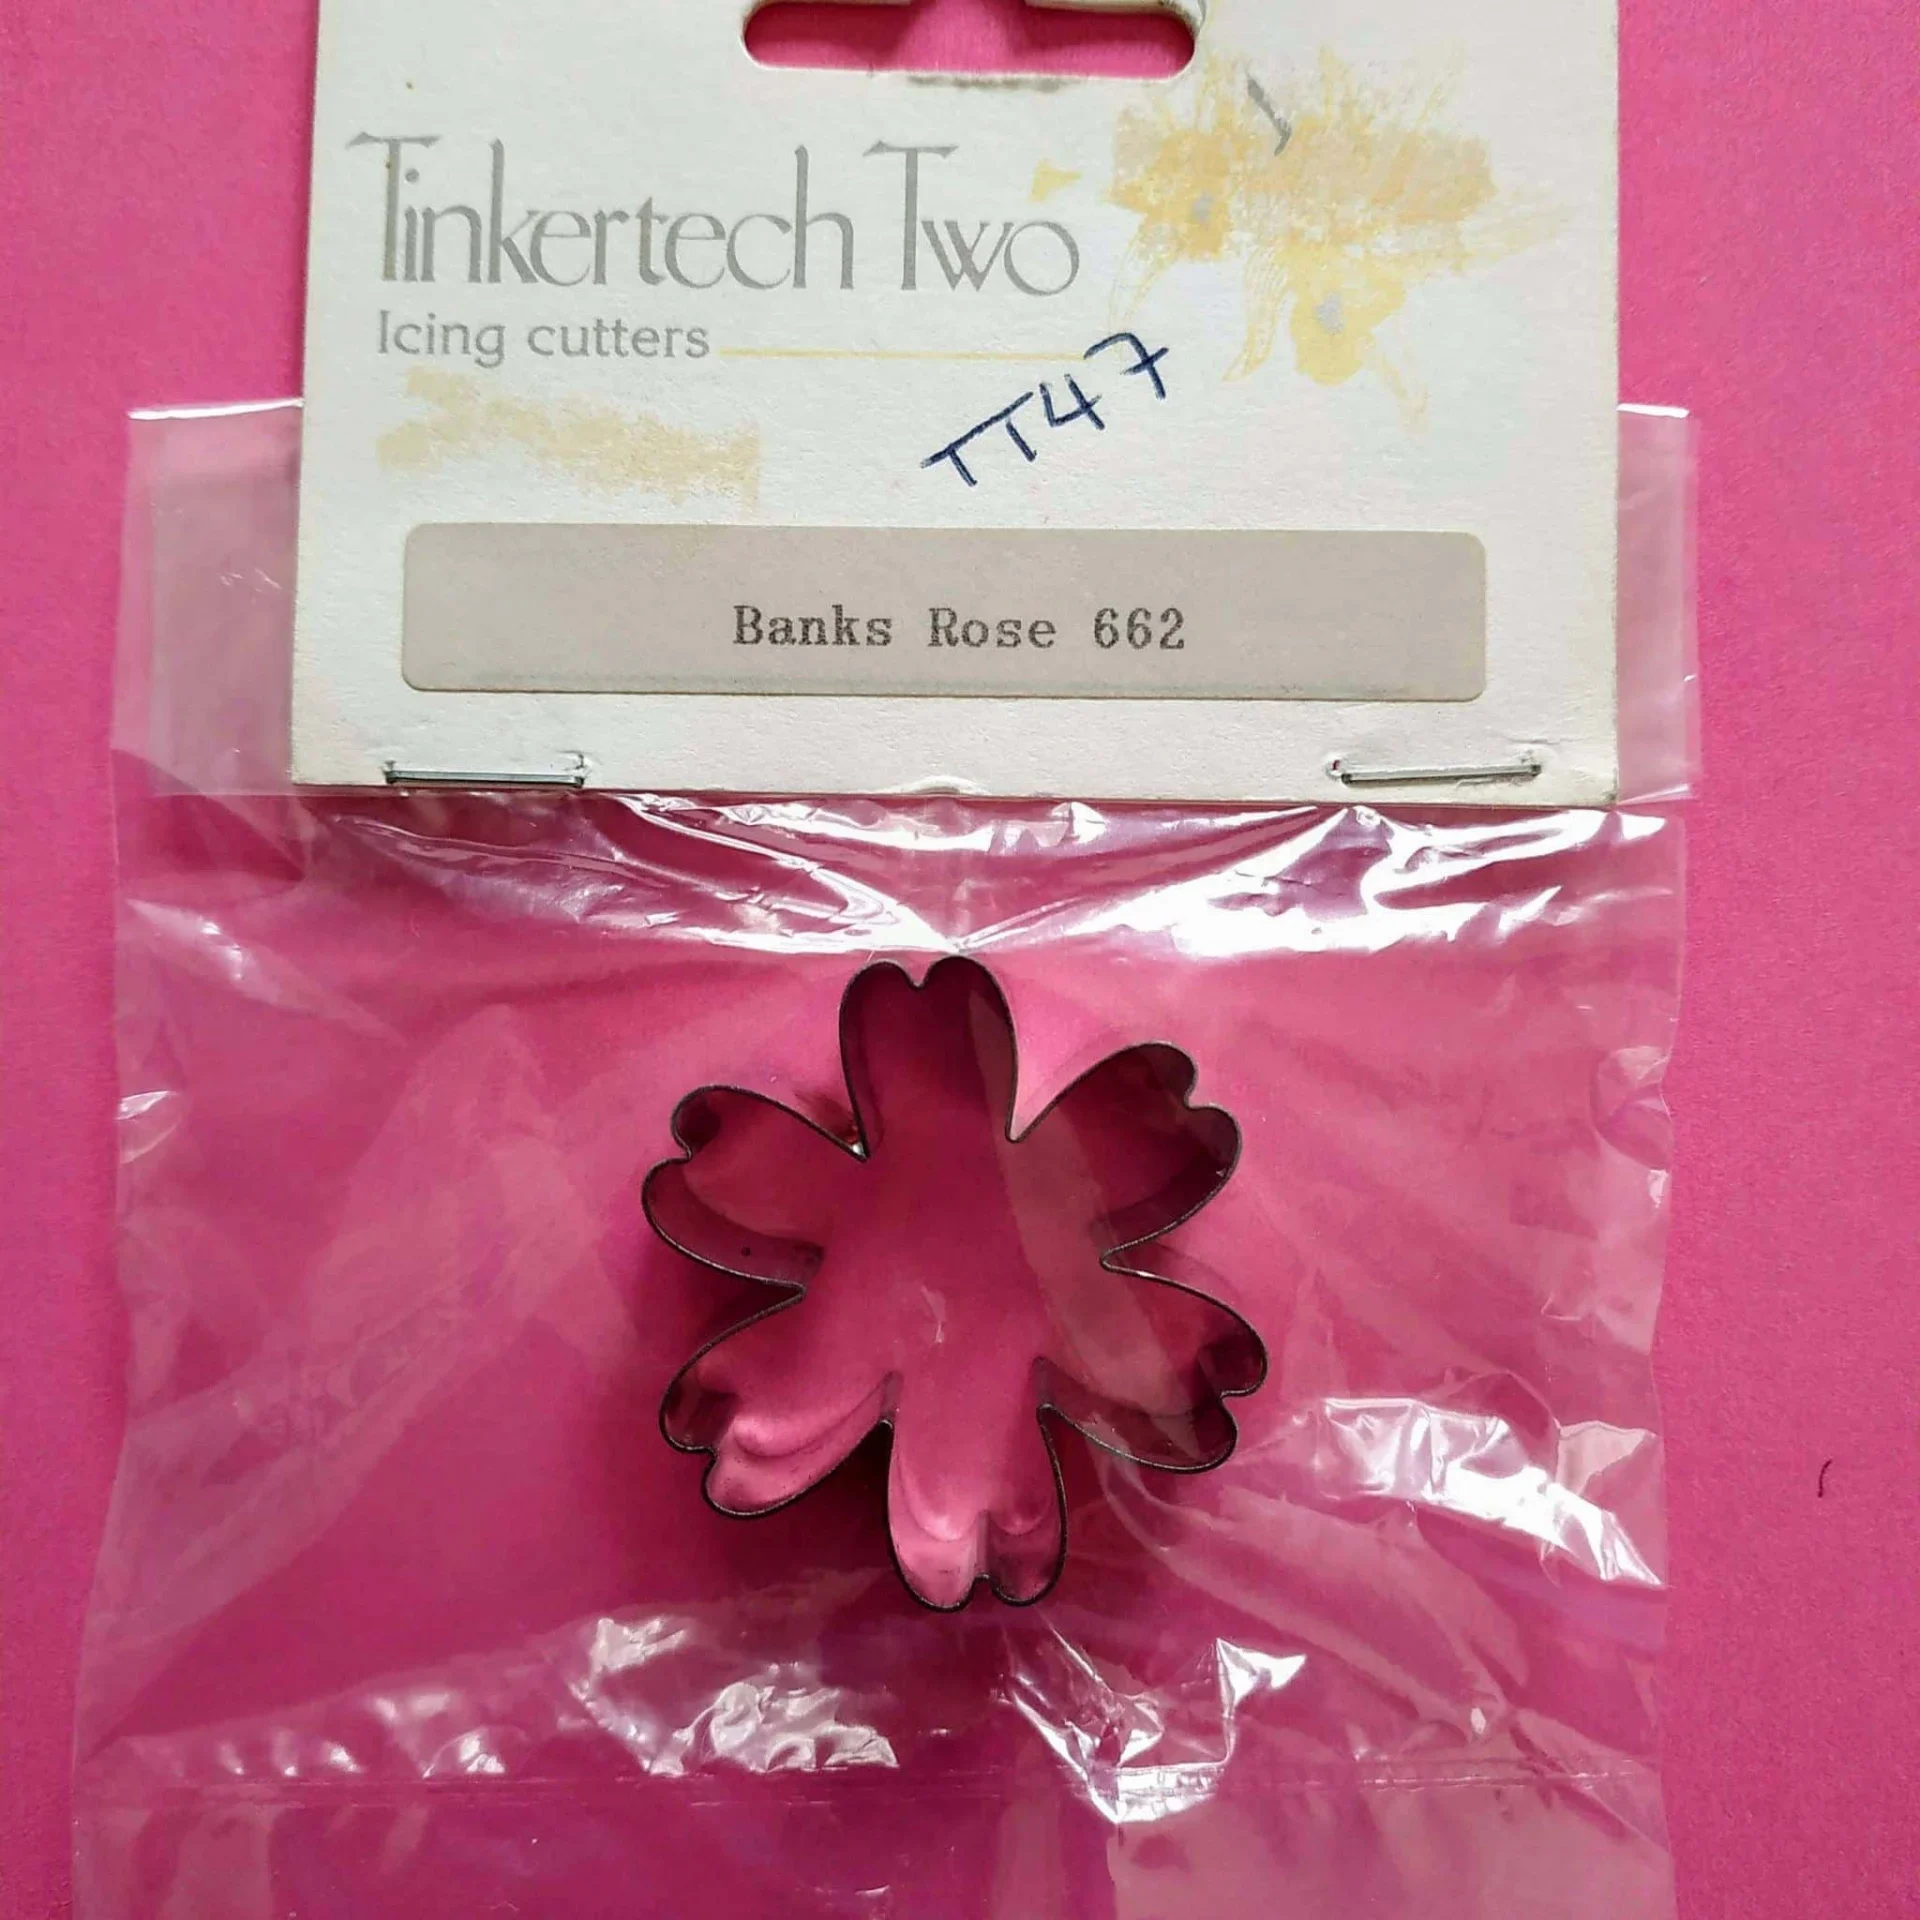 Tinkertech Two
Icing cutters
TT47
Banks Rose 662